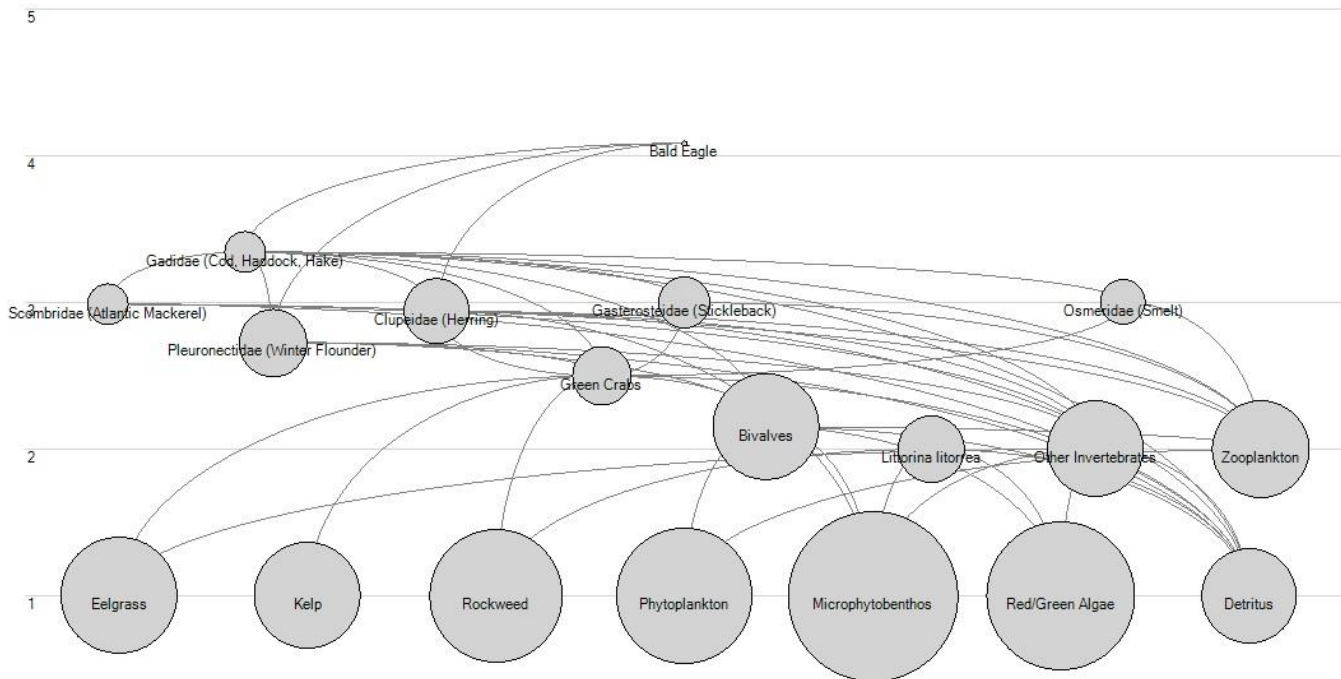 5
4
Bald Eagle
Gadidae (Cod, Haddock, Hake)
3
Scombridae (Atlantic Mackerel)
Clupeidae (Herring)
Gasterosteidae (Stickleback)
Osmeridae (Smelt)
Pleuronectidae (Winter Flounder)
Green Crabs
Bivalves
2
Littorina litorrea
Other Invertebrates
Zooplankton
1
Eelgrass
Kelp
Rockweed
Phytoplankton
Microphytobenthos
Red/Green Algae
Detritus